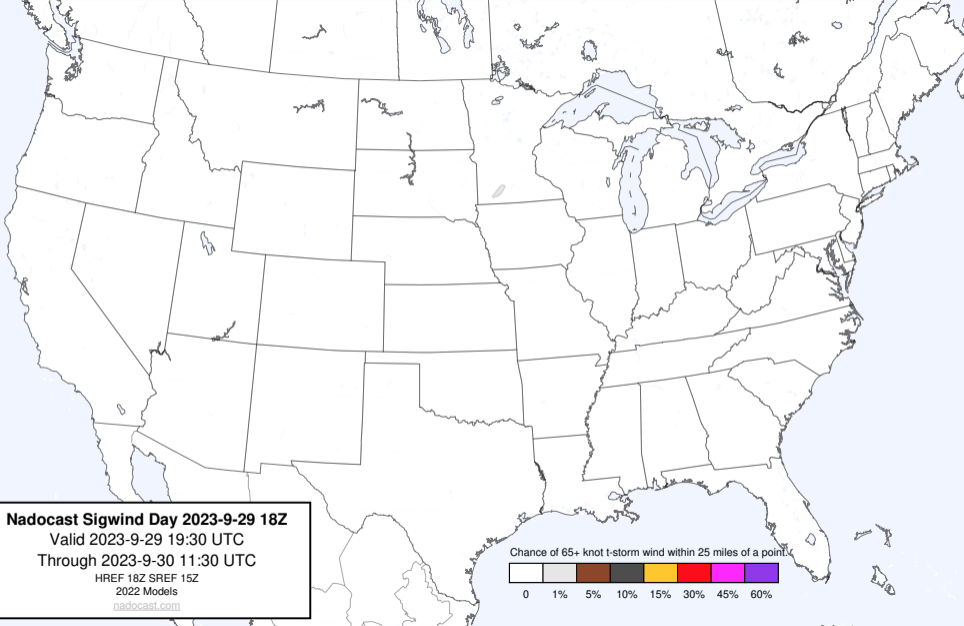 Nadocast Sigwind Day 2023-9-29 18Z
Valid 2023-9-29 19:30 UTC
Through 2023-9-30 11:30 UTC
HREF 18Z SREF 15Z
2022 Models
nadocast.com
Chance of 65+ knot t-storm wind within 25 miles of a point.
0 1% 5% 10% 15% 30% 45% 60%